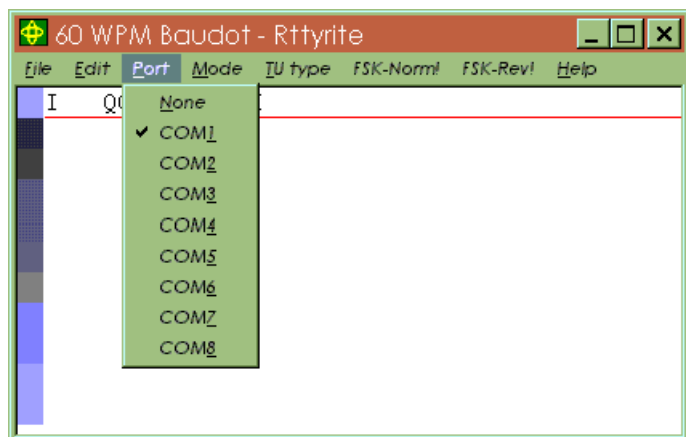 60 WPM Baudot - Rttyrite
File Edit Port Mode TU type FSK-Norm! FSK-Rev! Help
I
None
COM1
COM2
COM3
COM4
COM5
COM6
COM7
COM8